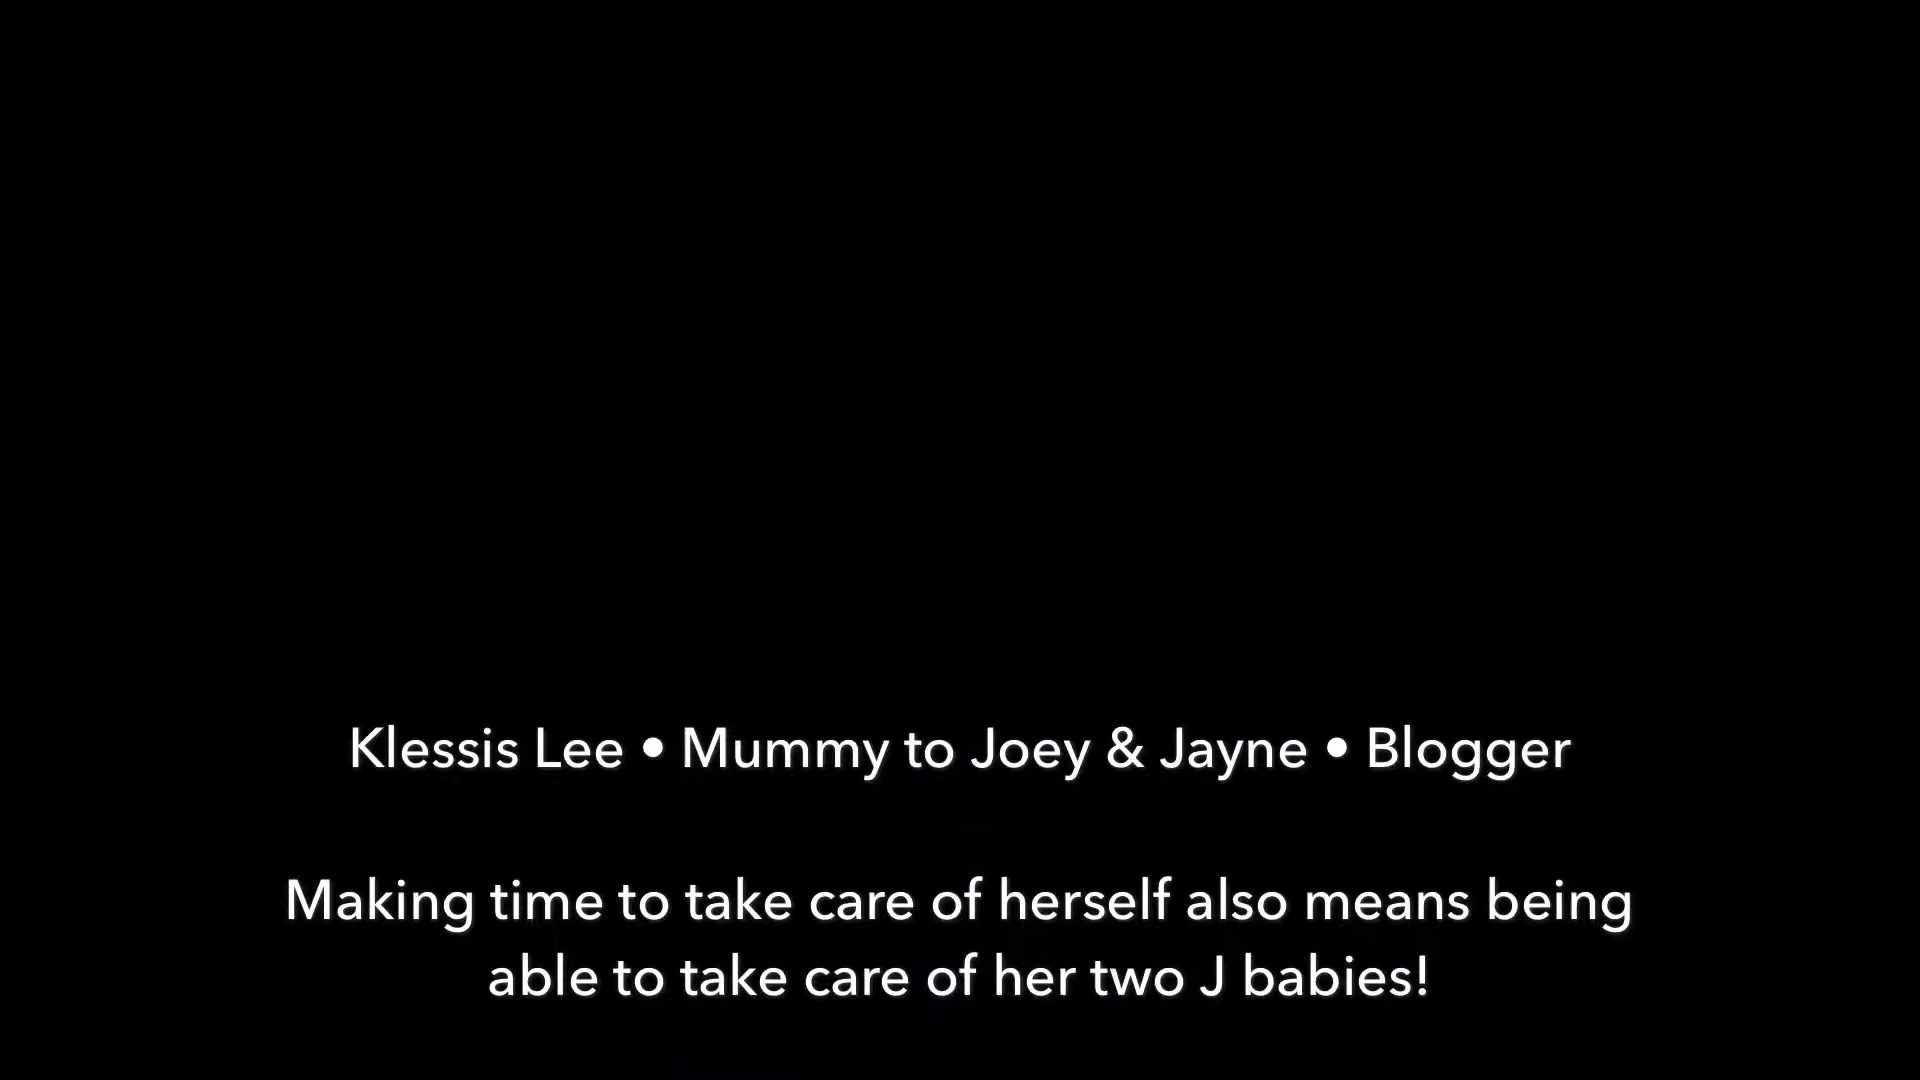 Klessis Lee • Mummy to Joey & Jayne • Blogger
Making time to take care of herself also means being
able to take care of her two J babies!